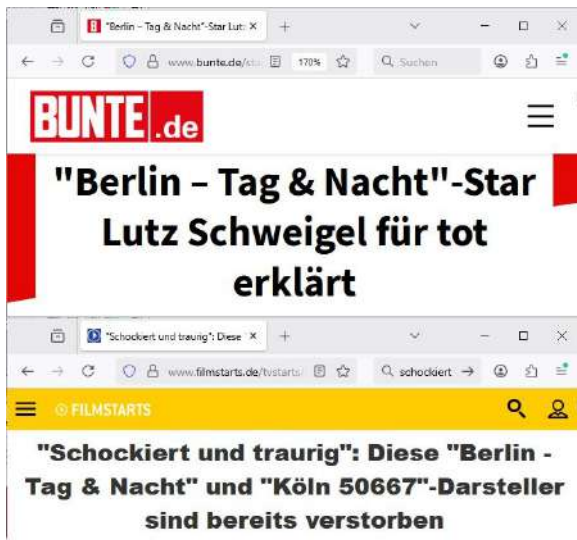 "Berlin – Tag & Nacht"-Star Lut:
www.bunte.de/sta
170%
Suchen
BUNTE.de
"Berlin – Tag & Nacht"-Star
Lutz Schweigel für tot
erklärt
"Schockiert und traurig": Diese "
www.filmstarts.de/tvstarts
schockiert
FILMSTARTS
"Schockiert und traurig": Diese "Berlin -
Tag & Nacht" und "Köln 50667"-Darsteller
sind bereits verstorben